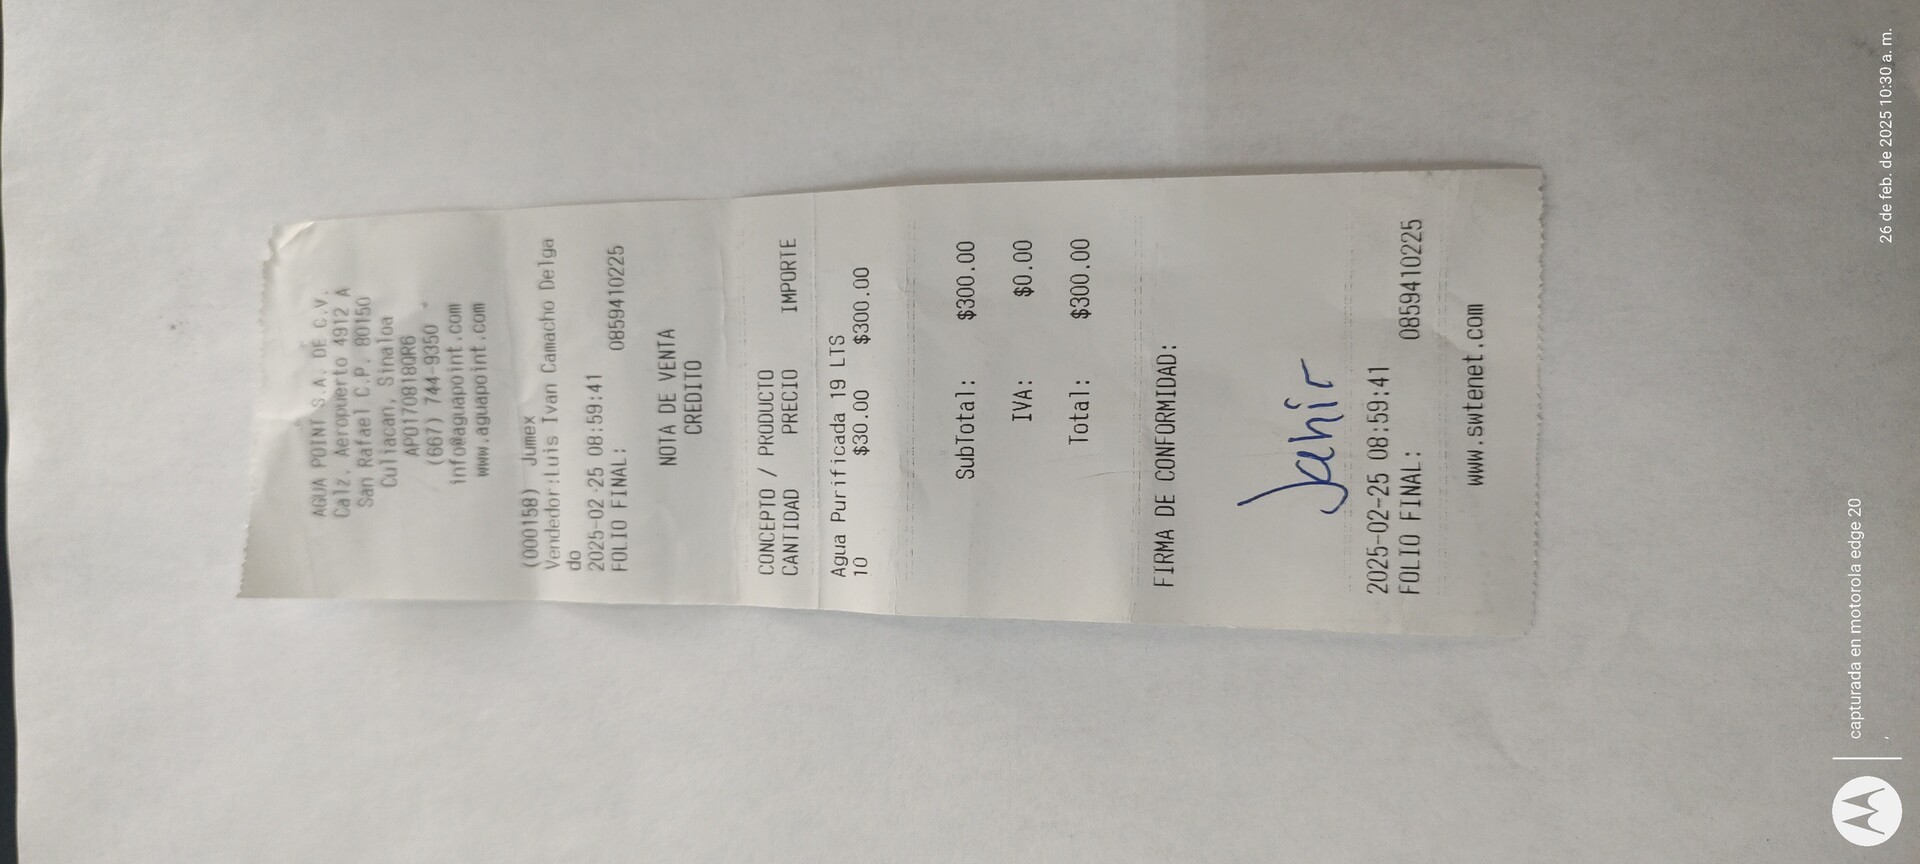 AGUA POINT S.A. DE C.V.
Calz. Aeropuerto 4912 A
San Rafael C.P. 80150
Culiacan, Sinaloa
APO170818QR6
(667) 744-9350
info@aguapoint.com
www.aguapoint.com
(000158) Jumex
Vendedor:Luis Ivan Camacho Delga
do
2025-02-25 08:59:41
FOLIO FINAL: 0859410225
NOTA DE VENTA
CREDITO
CONCEPTO / PRODUCTO
CANTIDAD PRECIO IMPORTE
Agua Purificada 19 LTS
10 $30.00 $300.00
SubTotal: $300.00
IVA: $0.00
Total: $300.00
FIRMA DE CONFORMIDAD:
Jahir
2025-02-25 08:59:41
FOLIO FINAL: 0859410225
www.swtenet.com
capturada en motorola edge 20
26 de feb. de 2025 10:30 a. m.